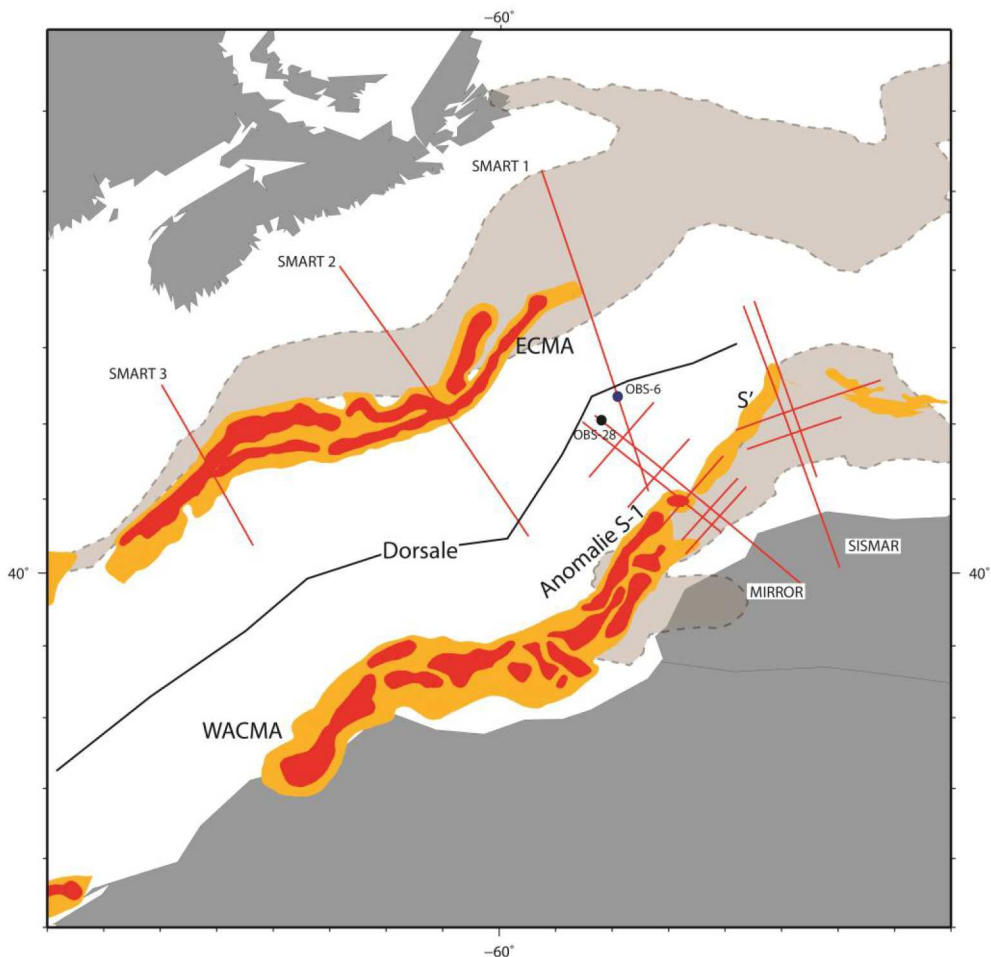 −60°
SMART 1
SMART 2
ECMA
SMART 3
OBS-6
S'
OBS-28
Anomalie S-1
Dorsale
SISMAR
40°
40°
MIRROR
WACMA
−60°